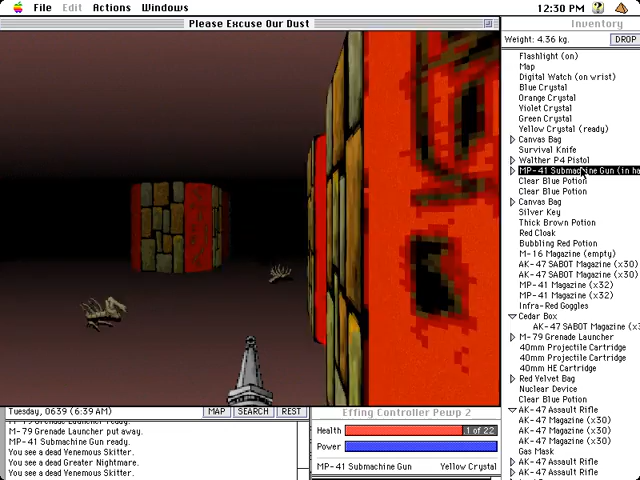 File Edit Actions Windows 12:30 PM
Please Excuse Our Dust
Inventory
Weight: 4.36 kg. DROP
Flashlight (on)
Map
Digital Watch (on wrist)
Blue Crystal
Orange Crystal
Violet Crystal
Green Crystal
Yellow Crystal (ready)
Canvas Bag
Survival Knife
Walther P4 Pistol
MP-41 Submachine Gun (in ha
Clear Blue Potion
Clear Blue Potion
Canvas Bag
Silver Key
Thick Brown Potion
Red Cloak
Bubbling Red Potion
M-16 Magazine (empty)
AK-47 SABOT Magazine (x30)
AK-47 SABOT Magazine (x30)
MP-41 Magazine (x32)
MP-41 Magazine (x32)
Infra-Red Goggles
Cedar Box
AK-47 SABOT Magazine (x3
M-79 Grenade Launcher
40mm Projectile Cartridge
40mm Projectile Cartridge
40mm HE Cartridge
Red Velvet Bag
Nuclear Device
Clear Blue Potion
AK-47 Assault Rifle
AK-47 Magazine (x30)
AK-47 Magazine (x30)
AK-47 Magazine (x30)
Gas Mask
AK-47 Assault Rifle
AK-47 Assault Rifle
Tuesday, 0639 (6:39 AM) MAP SEARCH REST
M-79 Grenade Launcher ready.
M-79 Grenade Launcher put away.
MP-41 Submachine Gun ready.
You see a dead Venomous Skitter.
You see a dead Greater Nightmare.
You see a dead Venomous Skitter.
Effing Controller Pewp 2
Health 1 of 22
Power
MP-41 Submachine Gun Yellow Crystal